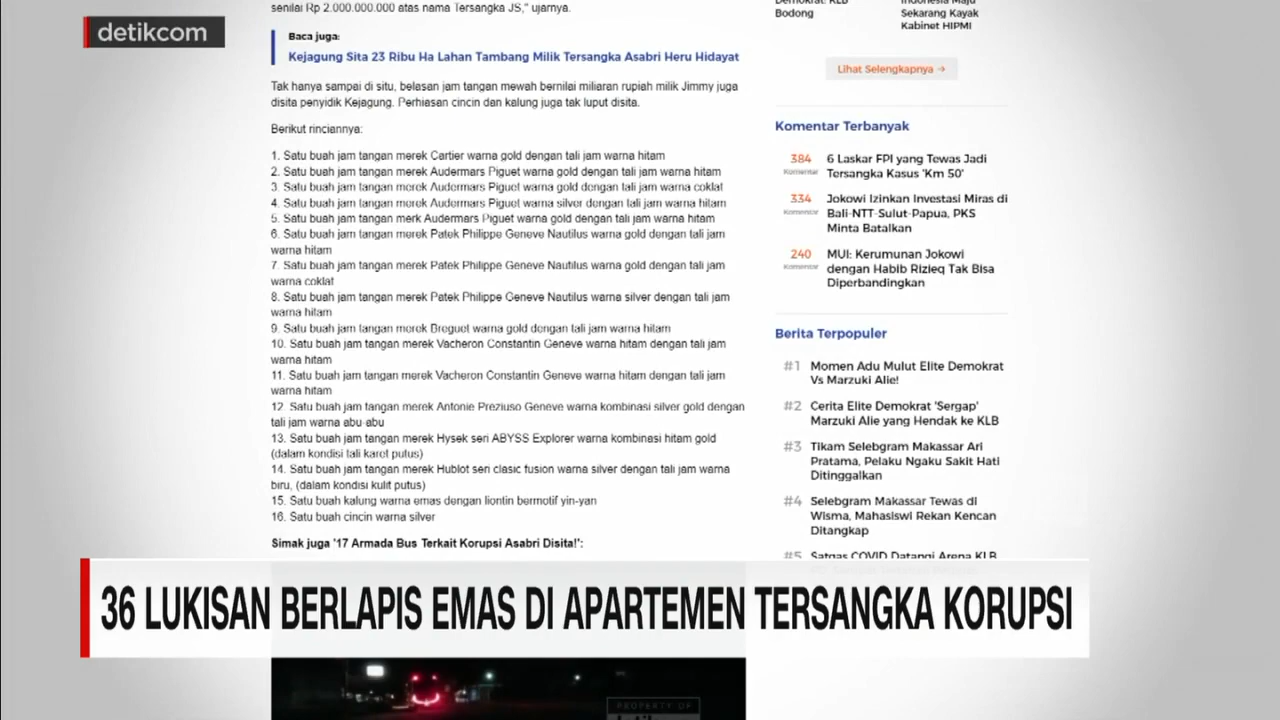 detikcom
senilai Rp 2.000.000.000 atas nama Tersangka JS," ujarnya.
Baca juga:
Kejagung Sita 23 Ribu Ha Lahan Tambang Milik Tersangka Asabri Heru Hidayat
Tak hanya sampai di situ, belasan jam tangan mewah bernilai miliaran rupiah milik Jimmy juga
disita penyidik Kejagung. Perhiasan cincin dan kalung juga tak luput disita.
Berikut rinciannya:
1. Satu buah jam tangan merek Cartier warna gold dengan tali jam warna hitam
2. Satu buah jam tangan merek Audermars Piguet warna gold dengan tali jam warna hitam
3. Satu buah jam tangan merek Audermars Piguet warna gold dengan tali jam warna coklat
4. Satu buah jam tangan merek Audermars Piguet warna silver dengan tali jam warna hitam
5. Satu buah jam tangan merk Audermars Piguet warna gold dengan tali jam warna hitam
6. Satu buah jam tangan merek Patek Philippe Geneve Nautilus warna gold dengan tali jam
warna hitam
7. Satu buah jam tangan merek Patek Philippe Geneve Nautilus warna gold dengan tali jam
warna coklat
8. Satu buah jam tangan merek Patek Philippe Geneve Nautilus warna silver dengan tali jam
warna hitam
9. Satu buah jam tangan merek Breguet warna gold dengan tali jam warna hitam
10. Satu buah jam tangan merek Vacheron Constantin Geneve warna hitam dengan tali jam
warna hitam
11. Satu buah jam tangan merek Vacheron Constantin Geneve warna hitam dengan tali jam
warna hitam
12. Satu buah jam tangan merek Antonie Preziuso Geneve warna kombinasi silver gold dengan
tali jam warna abu-abu
13. Satu buah jam tangan merek Hysek seri ABYSS Explorer warna kombinasi hitam gold
(dalam kondisi tali karet putus)
14. Satu buah jam tangan merek Hublot seri clasic fusion warna silver dengan tali jam warna
biru, (dalam kondisi kulit putus)
15. Satu buah kalung warna emas dengan liontin bermotif yin-yan
16. Satu buah cincin warna silver
Simak juga '17 Armada Bus Terkait Korupsi Asabri Disita!':
Demokrat: KLB
Bodong
Indonesia Maju
Sekarang Kayak
Kabinet HIPMI
Lihat Selengkapnya →
Komentar Terbanyak
384 Komentar
6 Laskar FPI yang Tewas Jadi
Tersangka Kasus 'Km 50'
334 Komentar
Jokowi Izinkan Investasi Miras di
Bali-NTT-Sulut-Papua, PKS
Minta Batalkan
240 Komentar
MUI: Kerumunan Jokowi
dengan Habib Rizieq Tak Bisa
Diperbandingkan
Berita Terpopuler
#1 Momen Adu Mulut Elite Demokrat
Vs Marzuki Alie!
#2 Cerita Elite Demokrat 'Sergap'
Marzuki Alie yang Hendak ke KLB
#3 Tikam Selebgram Makassar Ari
Pratama, Pelaku Ngaku Sakit Hati
Ditinggalkan
#4 Selebgram Makassar Tewas di
Wisma, Mahasiswi Rekan Kencan
Ditangkap
#5 Satgas COVID Datangi Arena KLB
36 LUKISAN BERLAPIS EMAS DI APARTEMEN TERSANGKA KORUPSI
PROPERTY OF